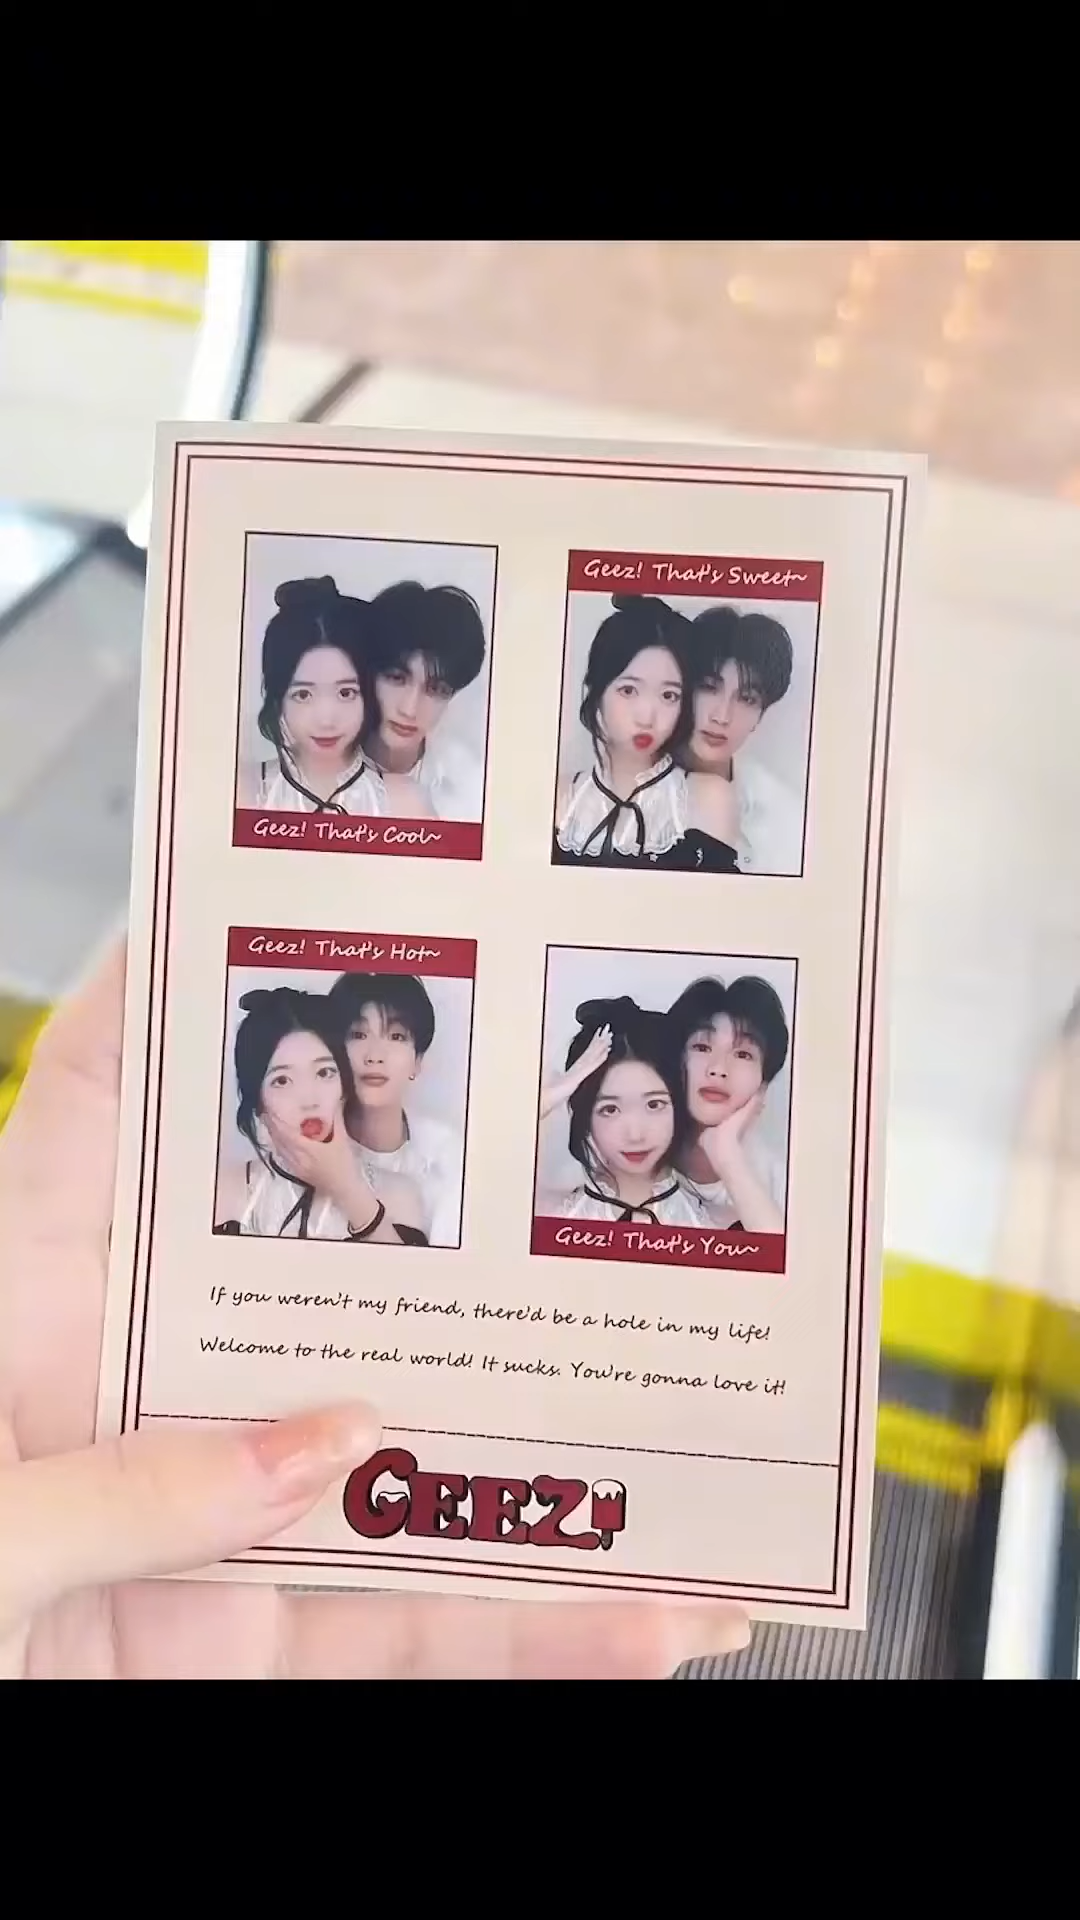 Geez! That's Cool~
Geez! That's Sweet~
Geez! That's Hot~
Geez! That's You~
If you weren't my friend, there'd be a hole in my life!
Welcome to the real world! It sucks. You're gonna love it!
GEEZ!